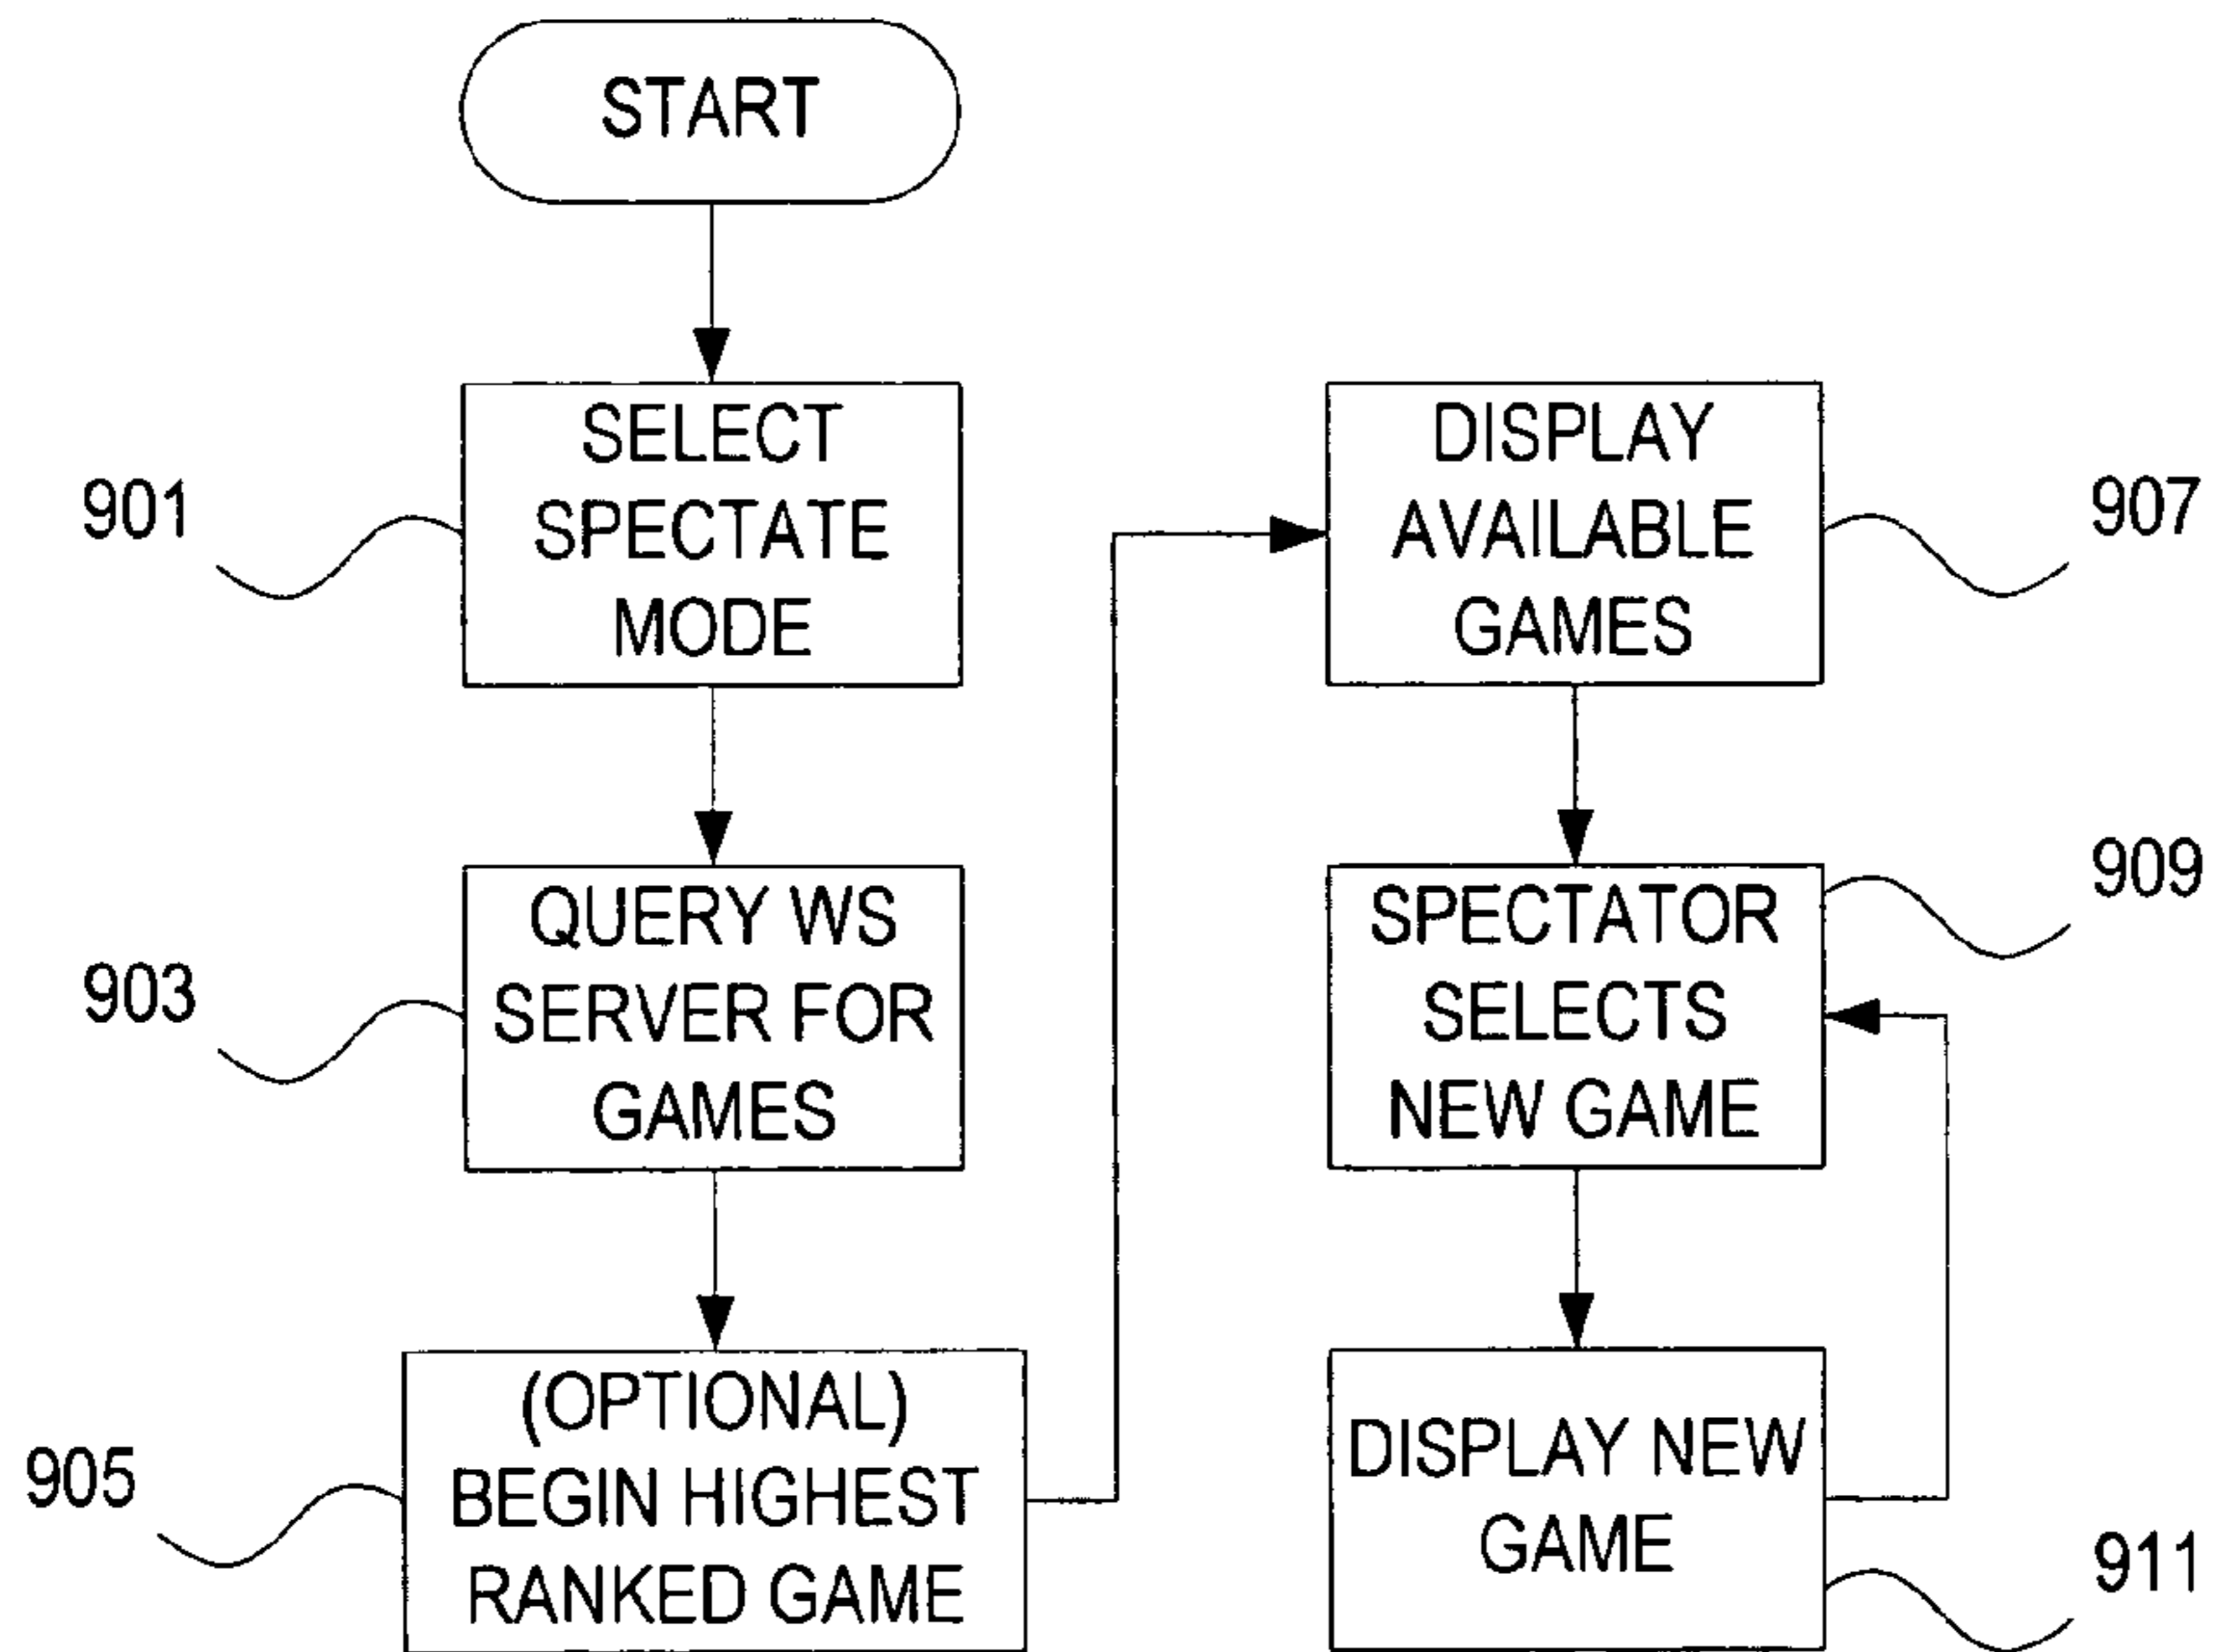 START
901
SELECT
SPECTATE
MODE
903
QUERY WS
SERVER FOR
GAMES
905
(OPTIONAL)
BEGIN HIGHEST
RANKED GAME
DISPLAY
AVAILABLE
GAMES
907
SPECTATOR
SELECTS
NEW GAME
909
DISPLAY NEW
GAME
911